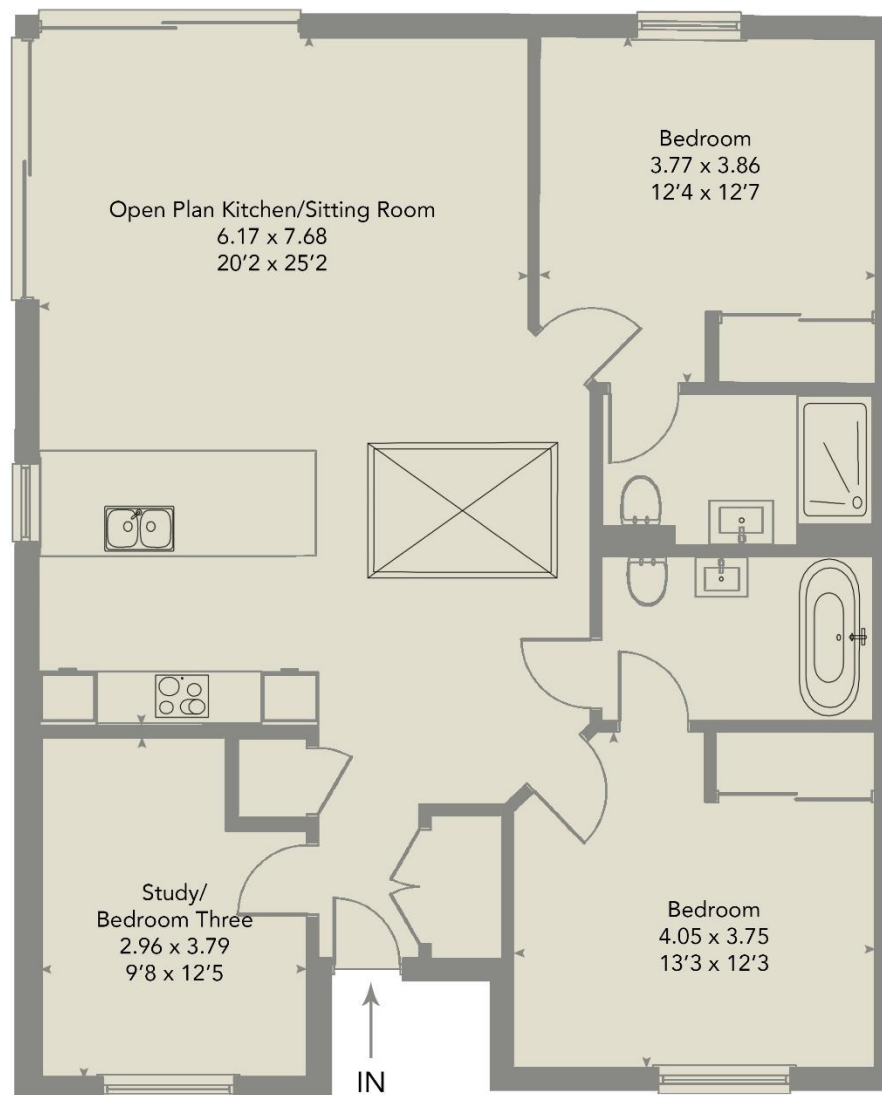 Open Plan Kitchen/Sitting Room
6.17 x 7.68
20'2 x 25'2
Bedroom
3.77 x 3.86
12'4 x 12'7
Study/
Bedroom Three
2.96 x 3.79
9'8 x 12'5
Bedroom
4.05 x 3.75
13'3 x 12'3
IN